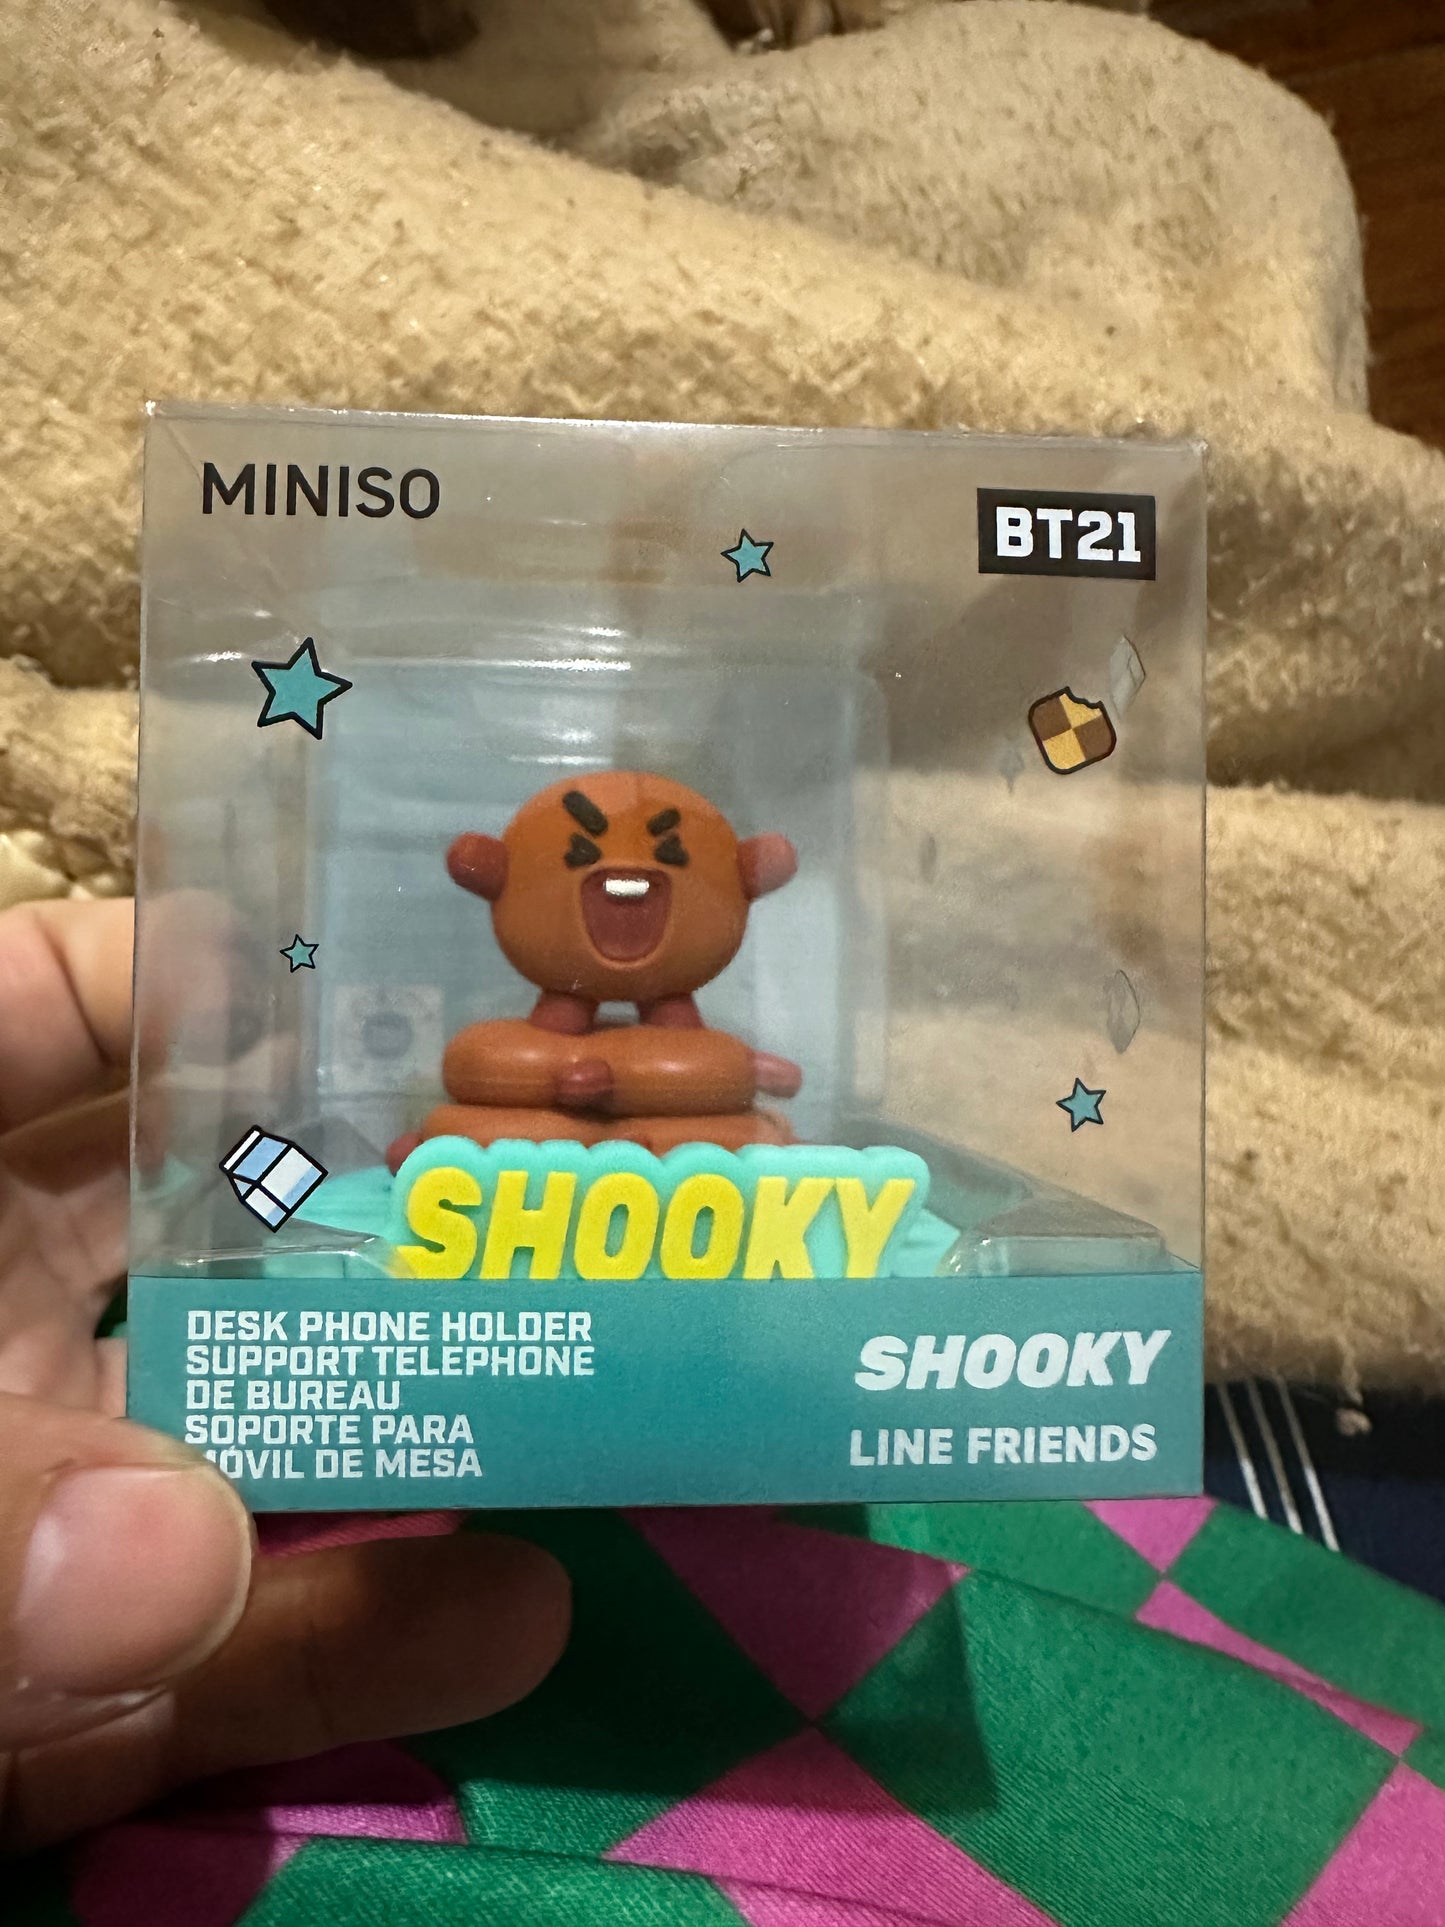 MINISO
BT21
SHOOKY
DESK PHONE HOLDER
SUPPORT TELEPHONE
DE BUREAU
SOPORTE PARA
MÓVIL DE MESA
SHOOKY
LINE FRIENDS